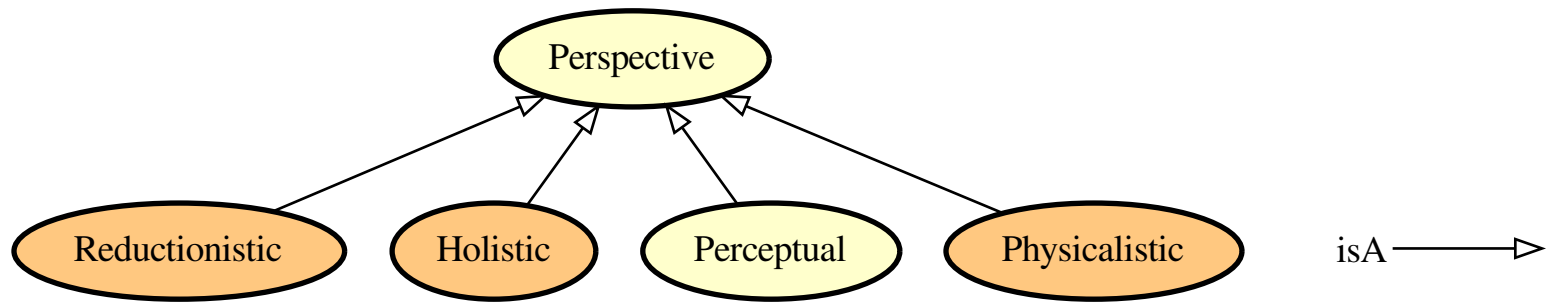 Perspective
Reductionistic
Holistic
Perceptual
Physicalistic
isA